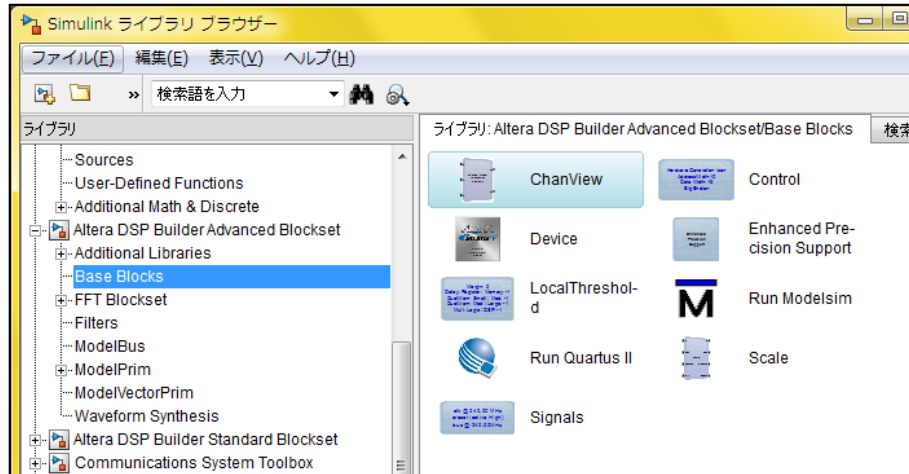 Simulink ライブラリ ブラウザー
ファイル(F) 編集(E) 表示(V) ヘルプ(H)
» 検索語を入力
ライブラリ
Sources
User-Defined Functions
Additional Math & Discrete
Altera DSP Builder Advanced Blockset
Additional Libraries
Base Blocks
FFT Blockset
Filters
ModelBus
ModelPrim
ModelVectorPrim
Waveform Synthesis
Altera DSP Builder Standard Blockset
Communications System Toolbox
ライブラリ: Altera DSP Builder Advanced Blockset/Base Blocks
検索
ChanView
Control
Device
Enhanced Pre-
cision Support
LocalThreshol-
d
M
Run Modelsim
Run Quartus II
Scale
Signals